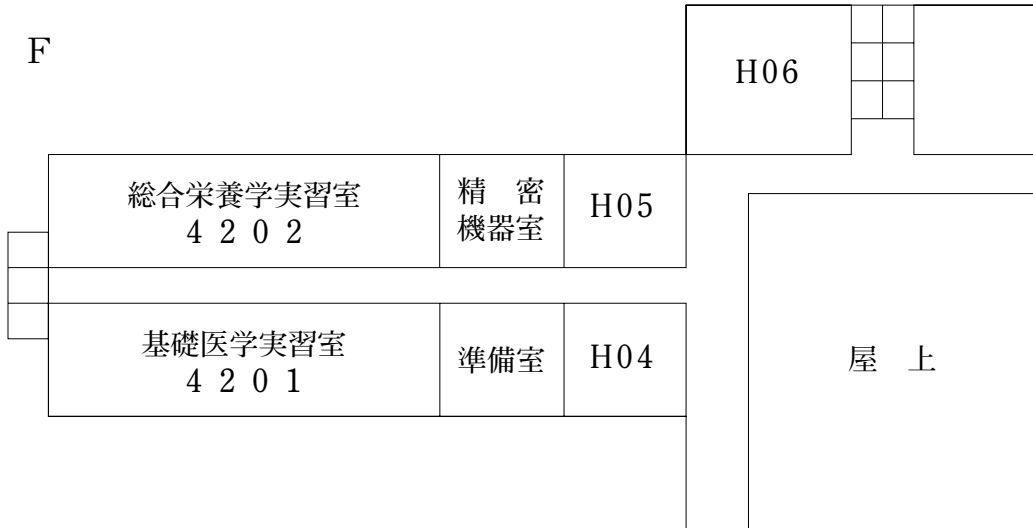 F
H06
総合栄養学実習室
４２０２
精　密
機器室
H05
基礎医学実習室
４２０１
準備室
H04
屋　上